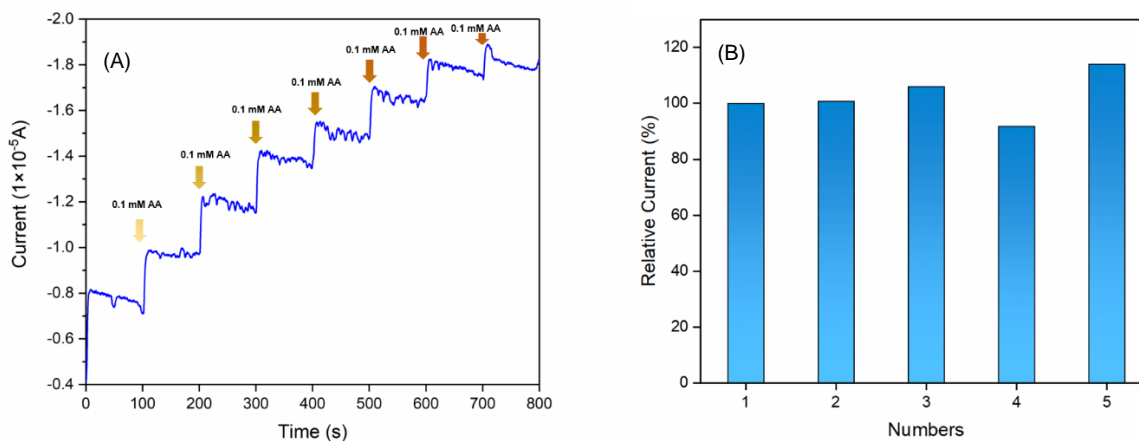 (A)
Current (1×10⁻⁵A)
-2.0
-1.8
-1.6
-1.4
-1.2
-1.0
-0.8
-0.6
-0.4
0.1 mM AA
0.1 mM AA
0.1 mM AA
0.1 mM AA
0.1 mM AA
0.1 mM AA
0.1 mM AA
0 100 200 300 400 500 600 700 800
Time (s)
(B)
Relative Current (%)
120
100
80
60
40
20
0
1 2 3 4 5
Numbers